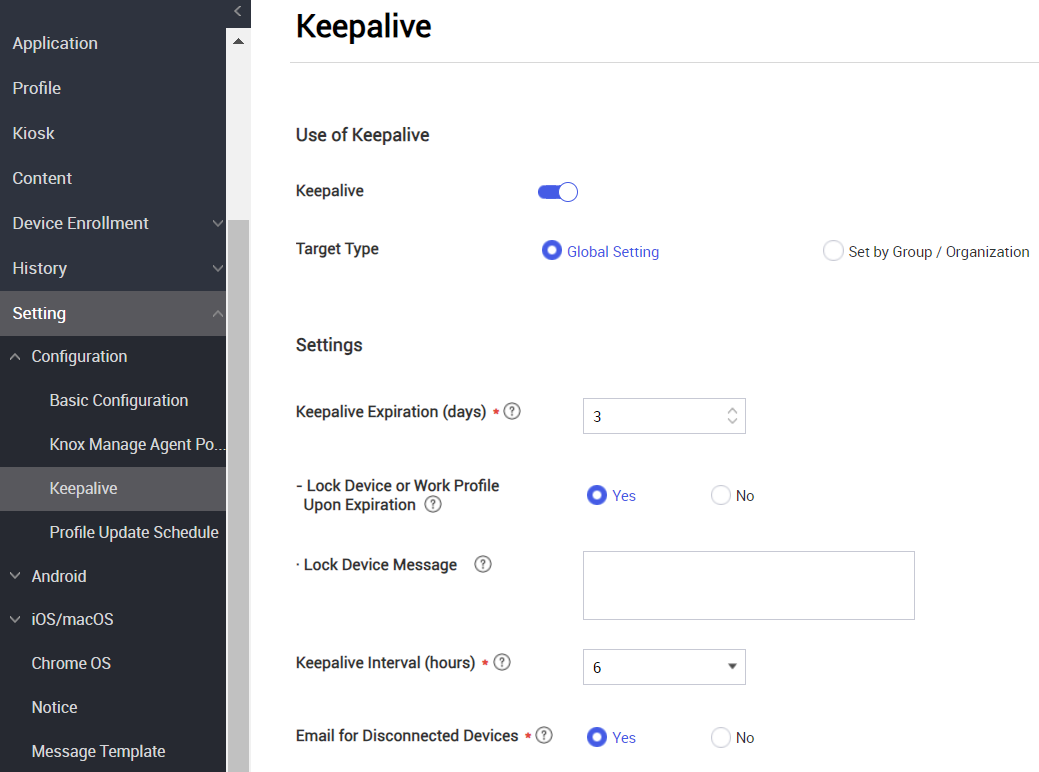 Application
Profile
Kiosk
Content
Device Enrollment
History
Setting
Configuration
Basic Configuration
Knox Manage Agent Po...
Keepalive
Profile Update Schedule
Android
iOS/macOS
Chrome OS
Notice
Message Template
Keepalive
Use of Keepalive
Keepalive
Target Type
Global Setting
Set by Group / Organization
Settings
Keepalive Expiration (days) * ?
3
- Lock Device or Work Profile
Upon Expiration ?
Yes
No
· Lock Device Message ?
Keepalive Interval (hours) * ?
6
Email for Disconnected Devices * ?
Yes
No